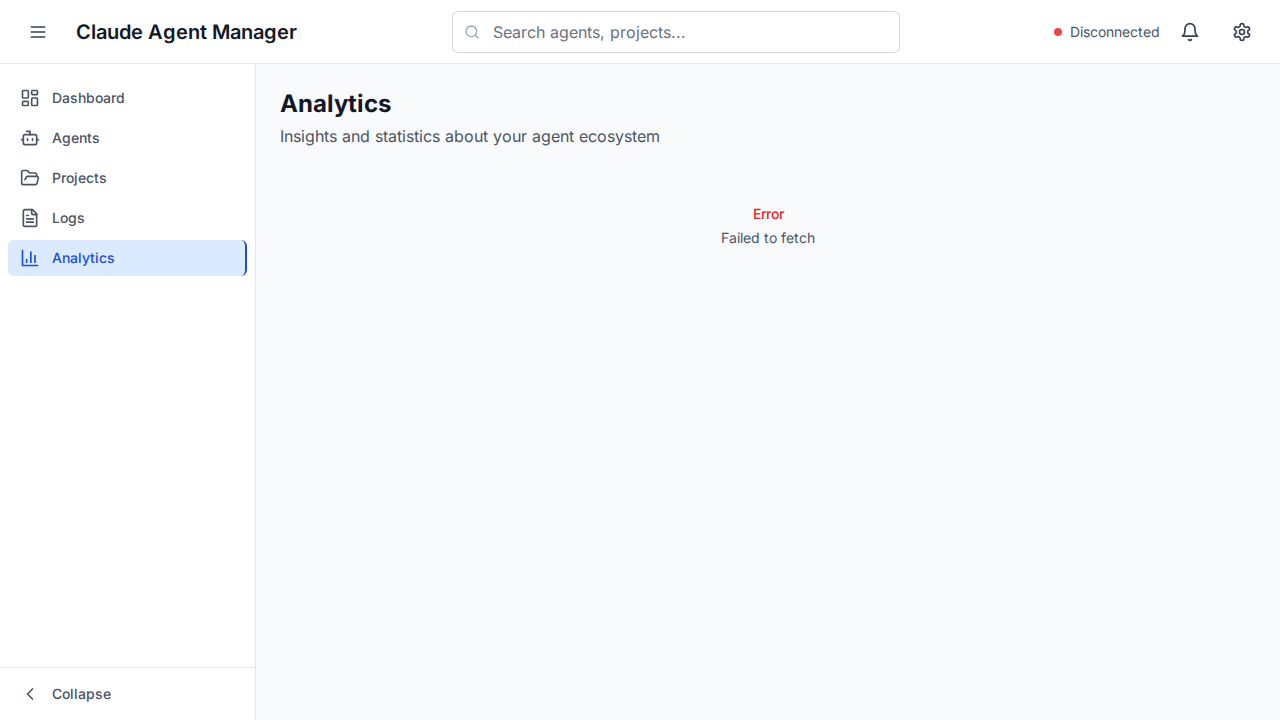 Claude Agent Manager
Search agents, projects...
Disconnected
Dashboard
Agents
Projects
Logs
Analytics
Collapse
Analytics
Insights and statistics about your agent ecosystem
Error
Failed to fetch